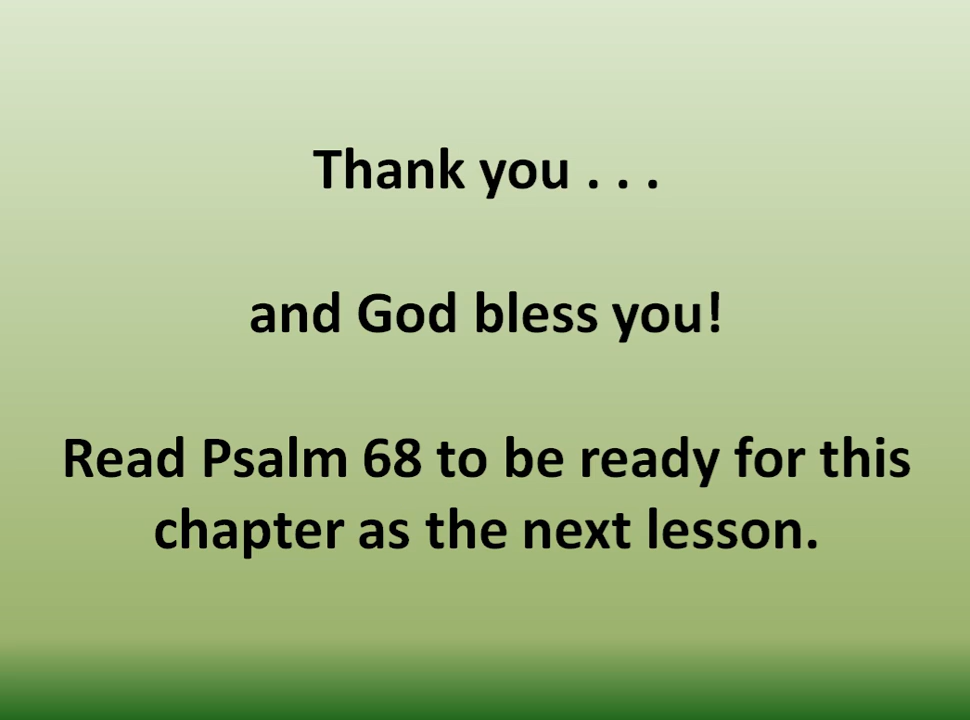 Thank you . . .
and God bless you!
Read Psalm 68 to be ready for this
chapter as the next lesson.